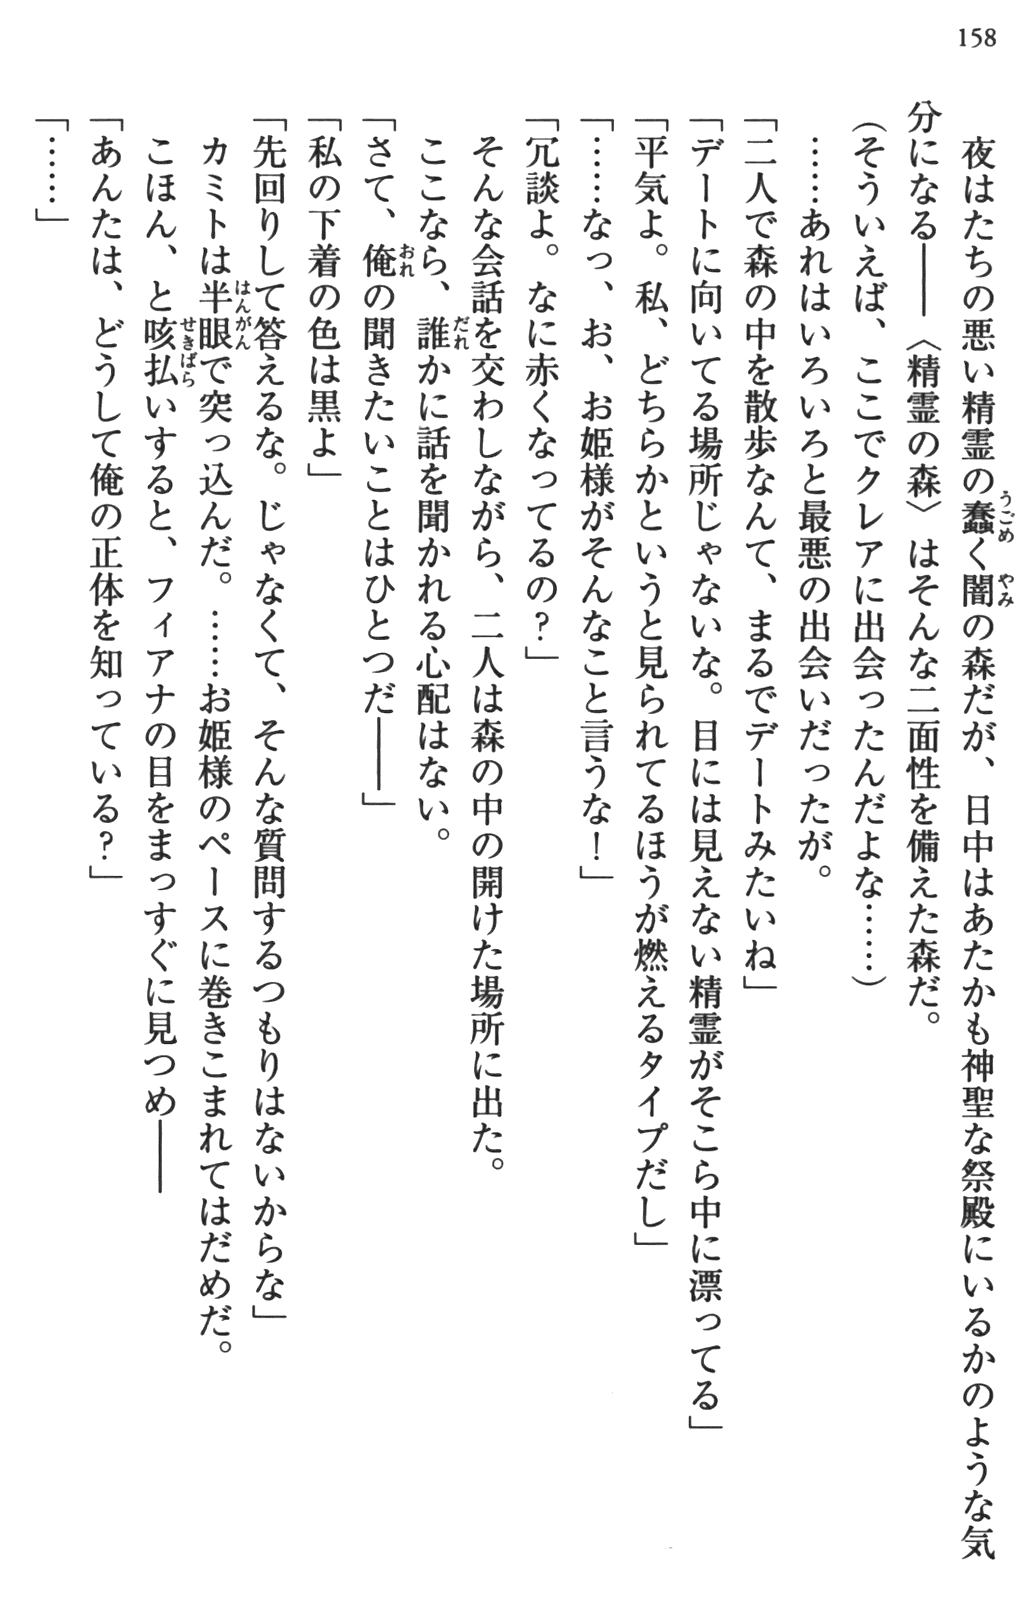 158
夜はたちの悪い精霊の蠢く闇の森だが、日中はあたかも神聖な祭殿にいるかのような気
分になる――〈精霊の森〉はそんな二面性を備えた森だ。
(そういえば、ここでクレアに出会ったんだよな……)
……あれはいろいろと最悪の出会いだったが。
「二人で森の中を散歩なんて、まるでデートみたいね」
「デートに向いてる場所じゃないな。目には見えない精霊がそこら中に漂ってる」
「平気よ。私、どちらかというと見られてるほうが燃えるタイプだし」
「……なっ、お、お姫様がそんなこと言うな!」
「冗談よ。なに赤くなってるの?」
そんな会話を交わしながら、二人は森の中の開けた場所に出た。
ここなら、誰かに話を聞かれる心配はない。
「さて、俺の聞きたいことはひとつだ――」
「私の下着の色は黒よ」
「先回りして答えるな。じゃなくて、そんな質問するつもりはないからな」
カミトは半眼で突っ込んだ。……お姫様のペースに巻きこまれてはだめだ。
こほん、と咳払いすると、フィアナの目をまっすぐに見つめ――
「あんたは、どうして俺の正体を知っている?」
「……」